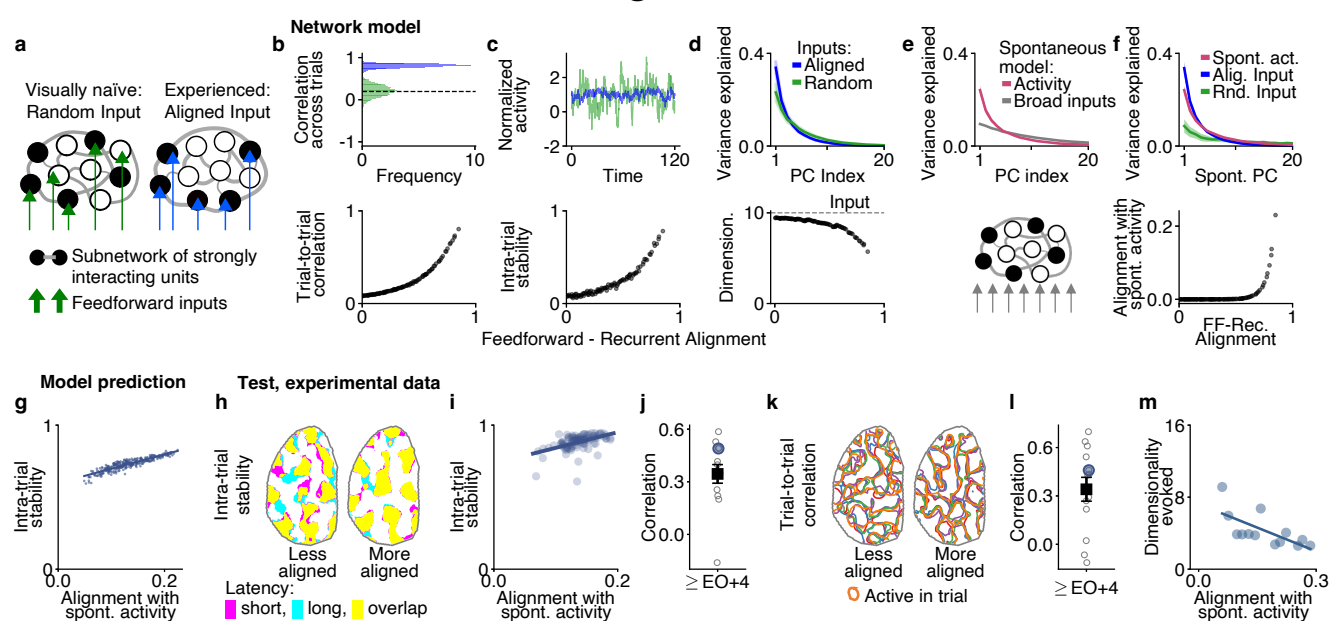 Network model
a
Visually naïve:
Random Input
Experienced:
Aligned Input
Subnetwork of strongly
interacting units
Feedforward inputs
b
Correlation
across trials
1
0
-1
0
10
Frequency
Trial-to-trial
correlation
1
0
0
1
c
Normalized
activity
2
0
-2
0
120
Time
Intra-trial
stability
1
0
0
1
Feedforward - Recurrent Alignment
d
Variance explained
0.4
0.0
1
20
PC Index
Inputs:
Aligned
Random
Dimension.
10
0
Input
0
1
e
Variance explained
0.4
0.0
1
20
PC index
Spontaneous
model:
Activity
Broad inputs
f
Variance explained
0.4
0.0
1
20
Spont. PC
Spont. act.
Alig. Input
Rnd. Input
Alignment with
spont. activity
0.2
0.0
0
1
FF-Rec.
Alignment
Model prediction
g
Intra-trial
stability
1
0
0.0
0.2
Alignment with
spont. activity
Test, experimental data
h
Intra-trial
stability
Less
aligned
More
aligned
Latency:
short,
long,
overlap
i
Intra-trial
stability
1
0
0.0
0.2
Alignment with
spont. activity
j
Correlation
0.6
0.3
0.0
≥ EO+4
k
Trial-to-trial
correlation
Less
aligned
More
aligned
Active in trial
l
Correlation
0.6
0.3
0.0
≥ EO+4
m
Dimensionality
evoked
16
8
0
0.0
0.3
Alignment with
spont. activity